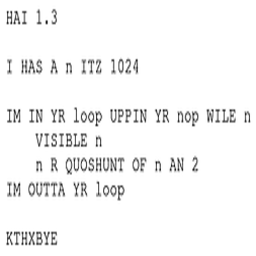 HAI 1.3
I HAS A n ITZ 1024
IM IN YR loop UPPIN YR nop WILE n
VISIBLE n
n R QUOSHUNT OF n AN 2
IM OUTTA YR loop
KTHXBYE